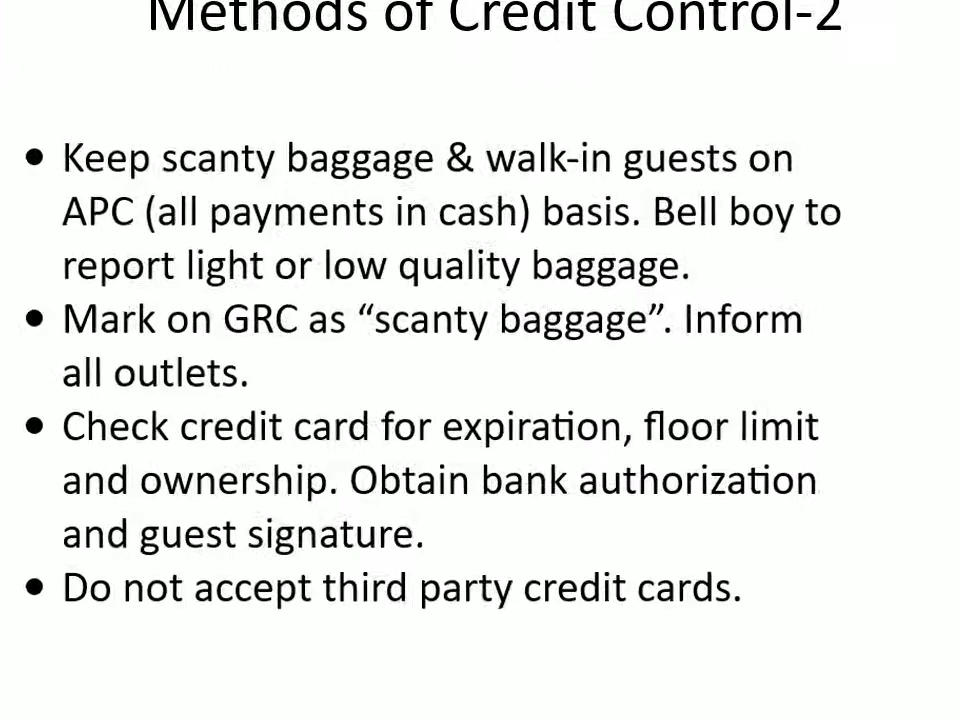 Methods of Credit Control-2
• Keep scanty baggage & walk-in guests on
APC (all payments in cash) basis. Bell boy to
report light or low quality baggage.
• Mark on GRC as “scanty baggage”. Inform
all outlets.
• Check credit card for expiration, floor limit
and ownership. Obtain bank authorization
and guest signature.
• Do not accept third party credit cards.